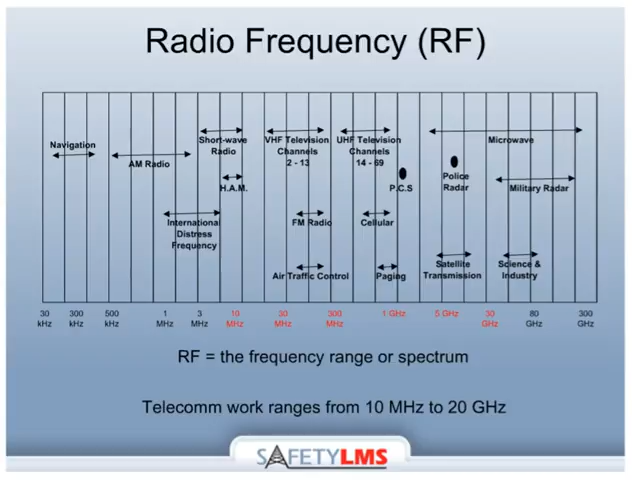 Radio Frequency (RF)
Navigation
AM Radio
Short-wave
Radio
H.A.M.
International
Distress
Frequency
VHF Television
Channels
2 - 13
FM Radio
Air Traffic Control
UHF Television
Channels
14 - 69
P.C.S
Cellular
Paging
Microwave
Police
Radar
Military Radar
Satellite
Transmission
Science &
Industry
30 300 500 1 3 10 30 300 1 GHz 5 GHz 30 80 300
kHz kHz kHz MHz MHz MHz MHz MHz GHz GHz GHz
RF = the frequency range or spectrum
Telecomm work ranges from 10 MHz to 20 GHz
SAFETYLMS